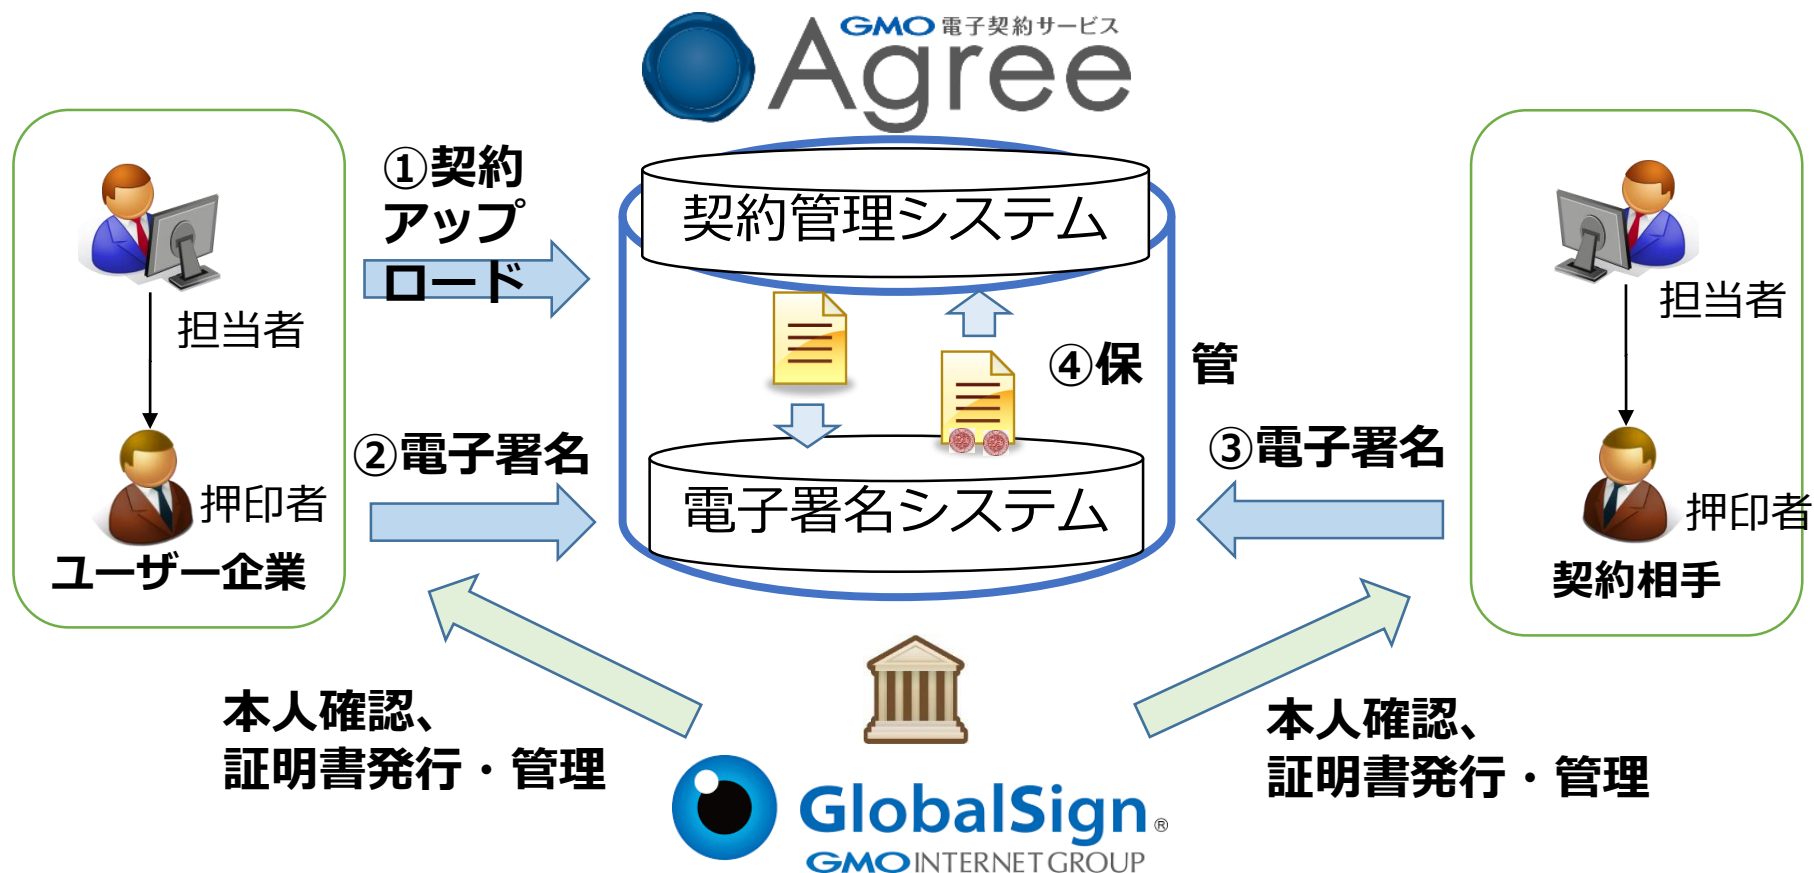 GMO 電子契約サービス
Agree
①契約
アップ
ロード
契約管理システム
担当者
担当者
④保 管
②電子署名
③電子署名
電子署名システム
押印者
押印者
ユーザー企業
契約相手
本人確認、
証明書発行・管理
本人確認、
証明書発行・管理
GlobalSign®
GMO INTERNET GROUP